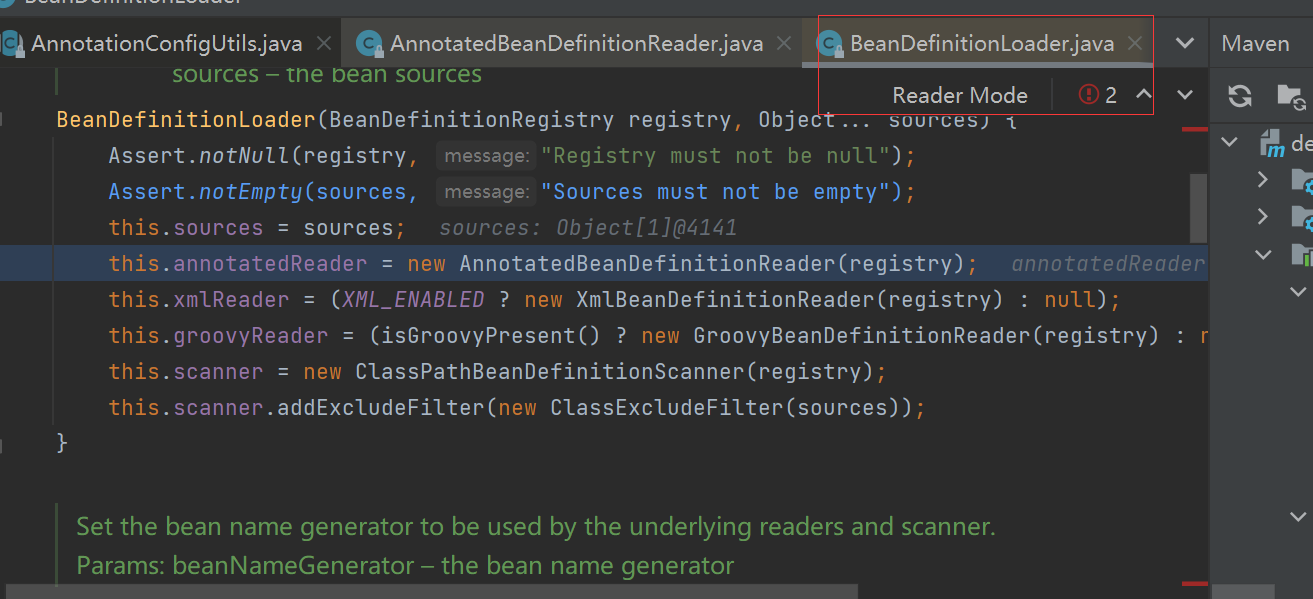 BeanDefinitionLoader
AnnotationConfigUtils.java
AnnotatedBeanDefinitionReader.java
BeanDefinitionLoader.java
Maven
sources – the bean sources
Reader Mode
2
BeanDefinitionLoader(BeanDefinitionRegistry registry, Object... sources) {
Assert.notNull(registry, message: "Registry must not be null");
Assert.notEmpty(sources, message: "Sources must not be empty");
this.sources = sources; sources: Object[1]@4141
this.annotatedReader = new AnnotatedBeanDefinitionReader(registry); annotatedReader
this.xmlReader = (XML_ENABLED ? new XmlBeanDefinitionReader(registry) : null);
this.groovyReader = (isGroovyPresent() ? new GroovyBeanDefinitionReader(registry) :
this.scanner = new ClassPathBeanDefinitionScanner(registry);
this.scanner.addExcludeFilter(new ClassExcludeFilter(sources));
}
Set the bean name generator to be used by the underlying readers and scanner.
Params: beanNameGenerator – the bean name generator